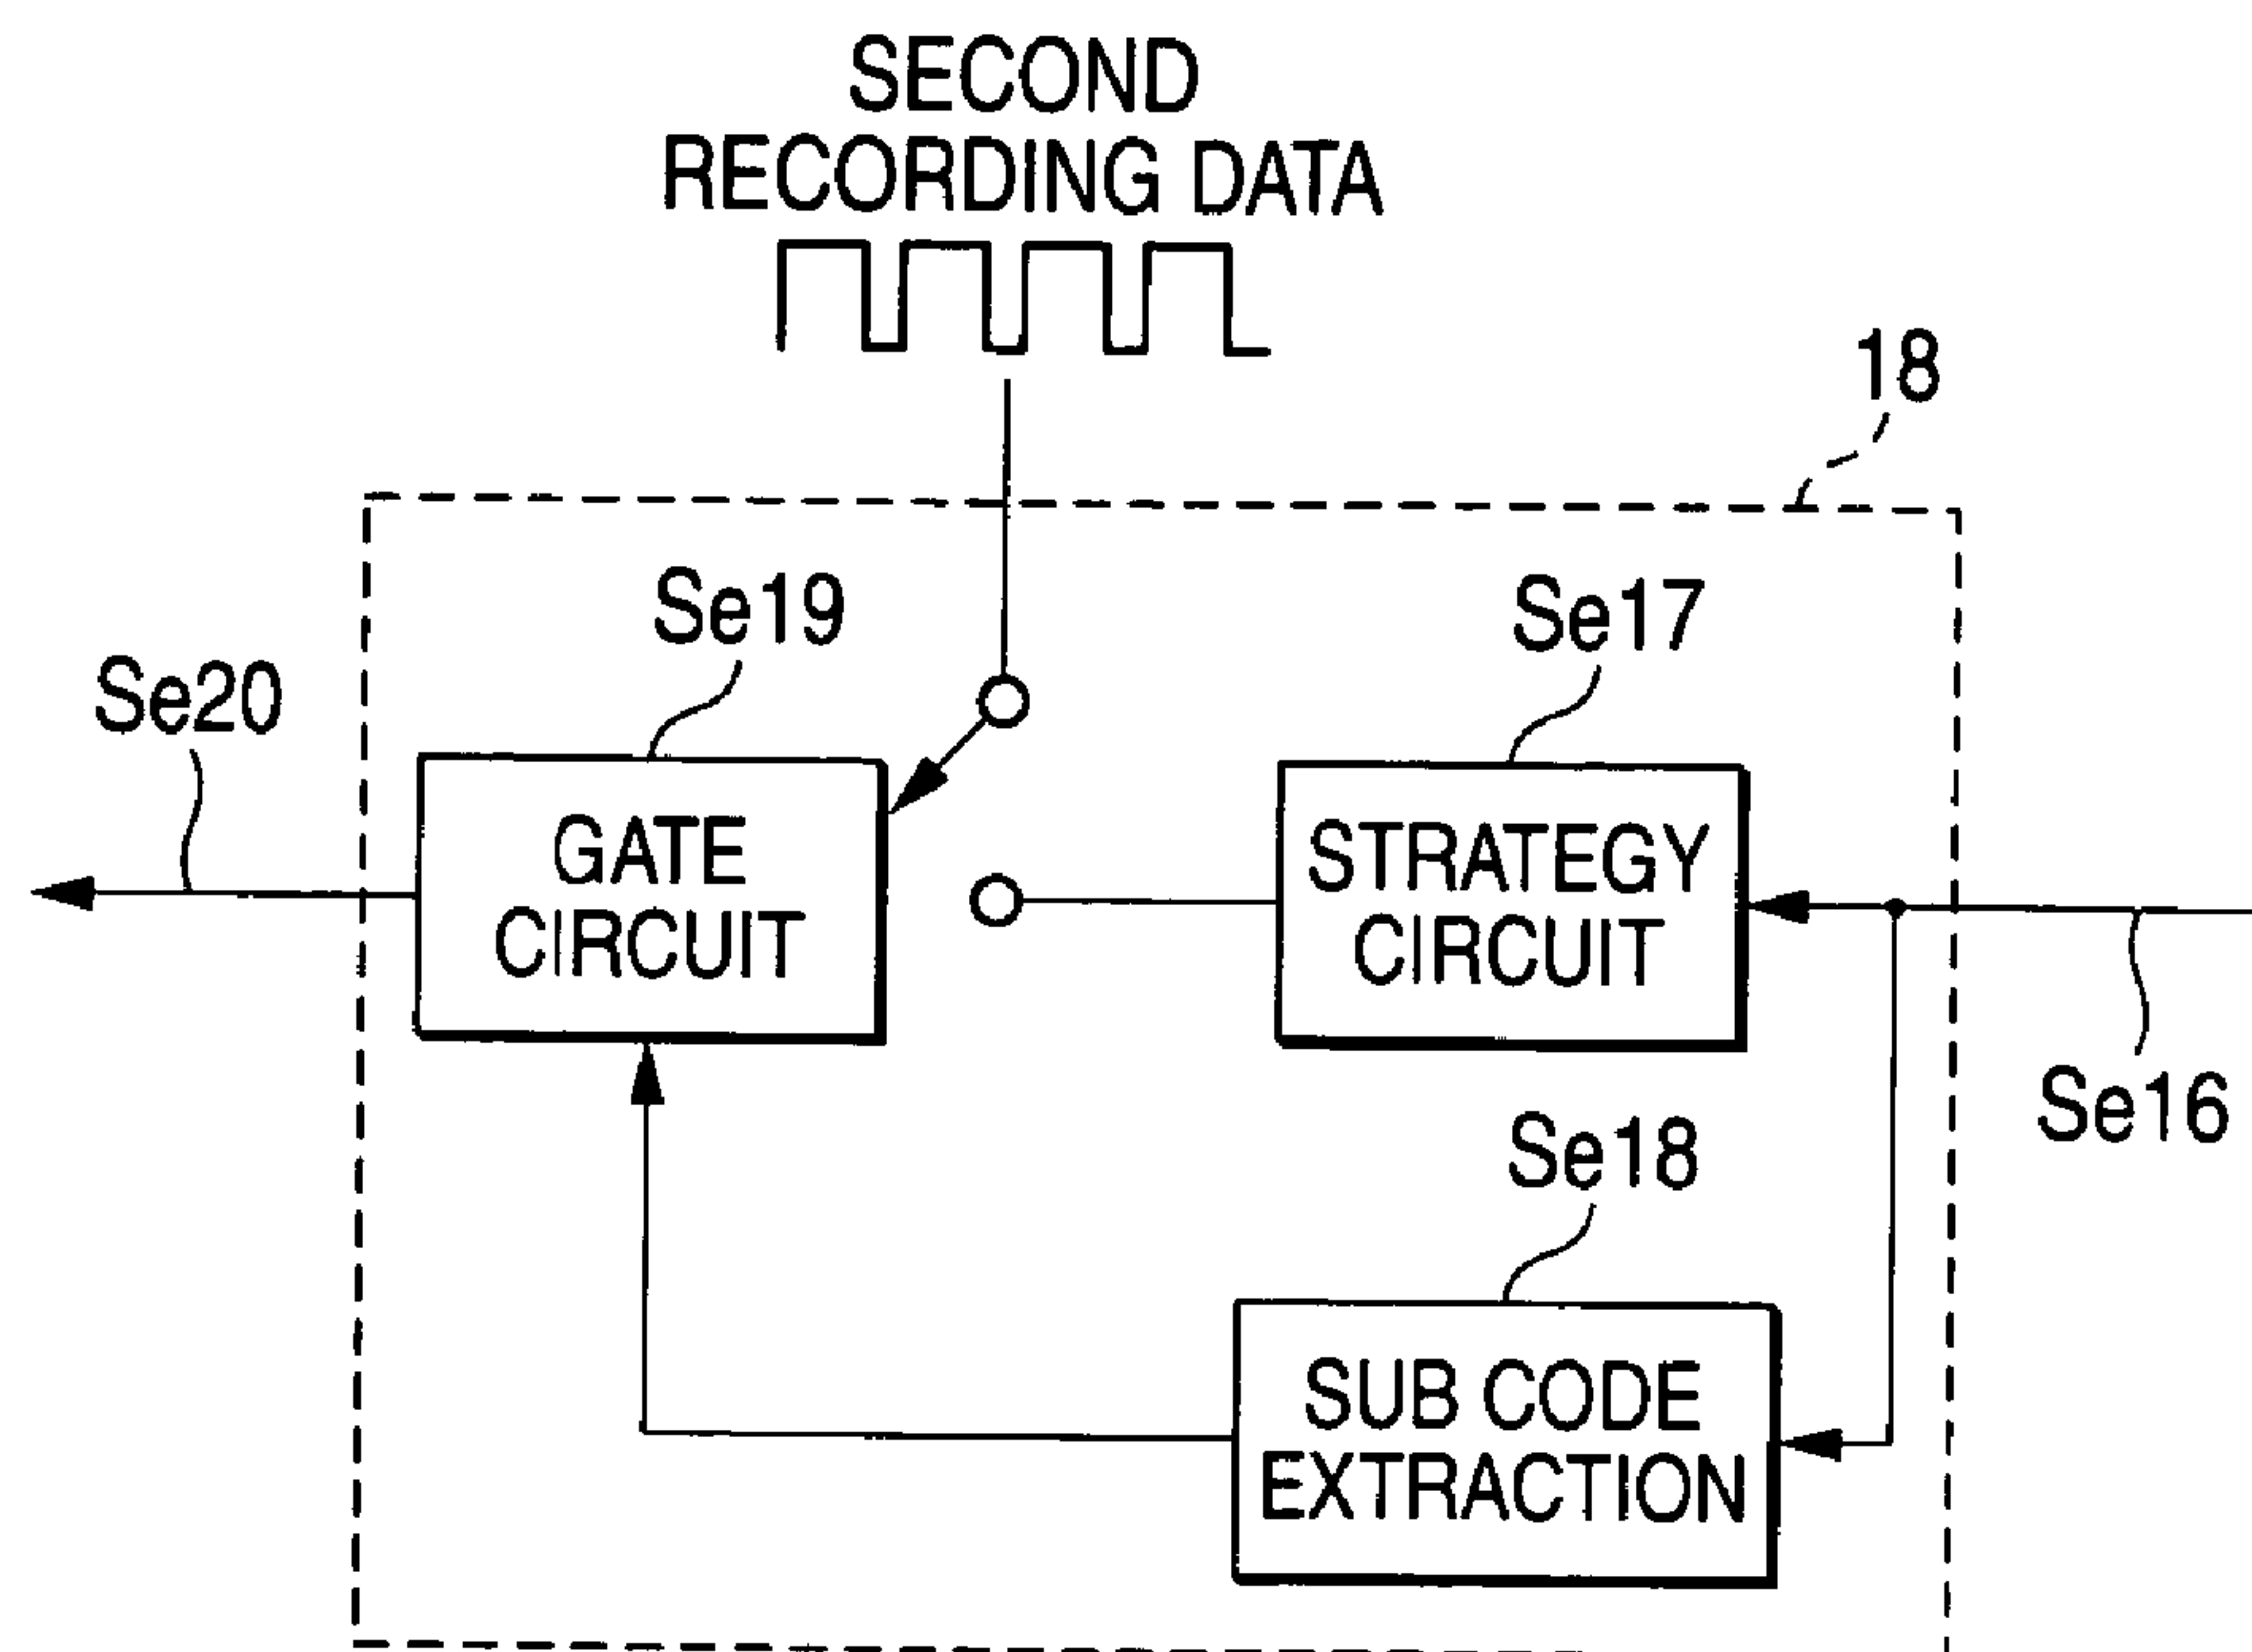 SECOND
RECORDING DATA
18
Se19
Se17
Se20
GATE
CIRCUIT
STRATEGY
CIRCUIT
Se16
Se18
SUB CODE
EXTRACTION